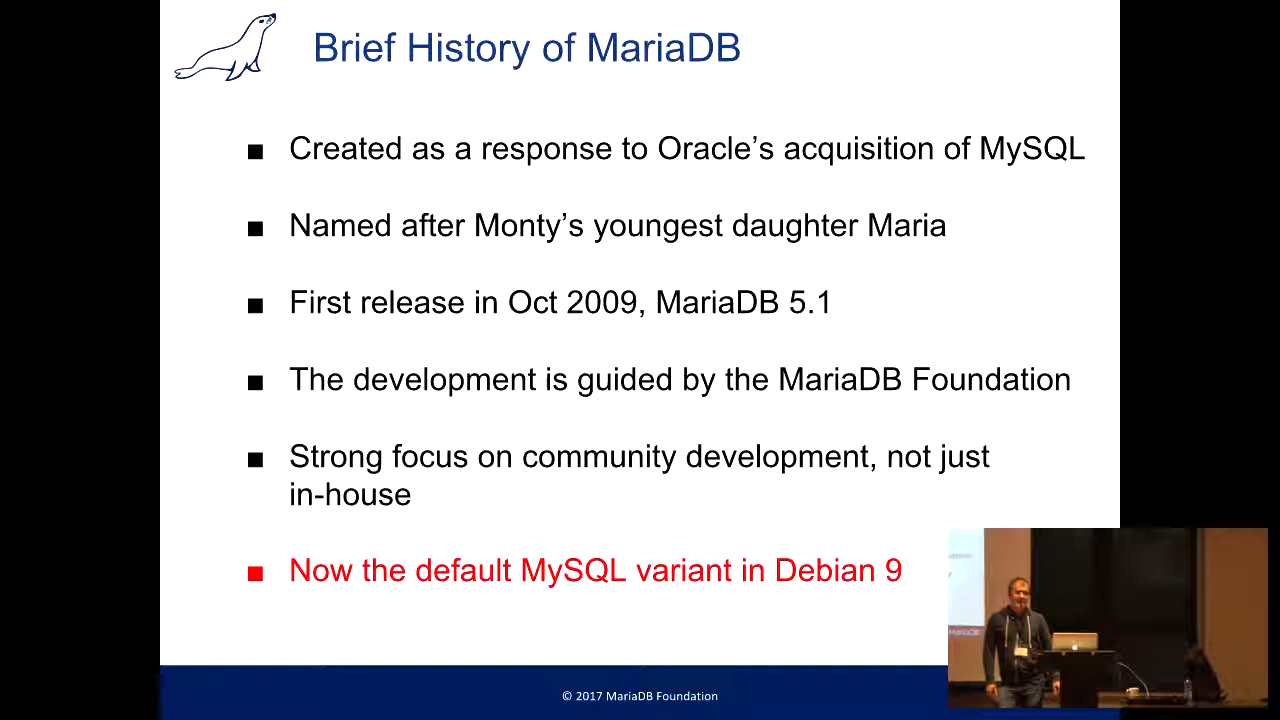 Brief History of MariaDB
■ Created as a response to Oracle’s acquisition of MySQL
■ Named after Monty’s youngest daughter Maria
■ First release in Oct 2009, MariaDB 5.1
■ The development is guided by the MariaDB Foundation
■ Strong focus on community development, not just
in-house
■ Now the default MySQL variant in Debian 9
© 2017 MariaDB Foundation